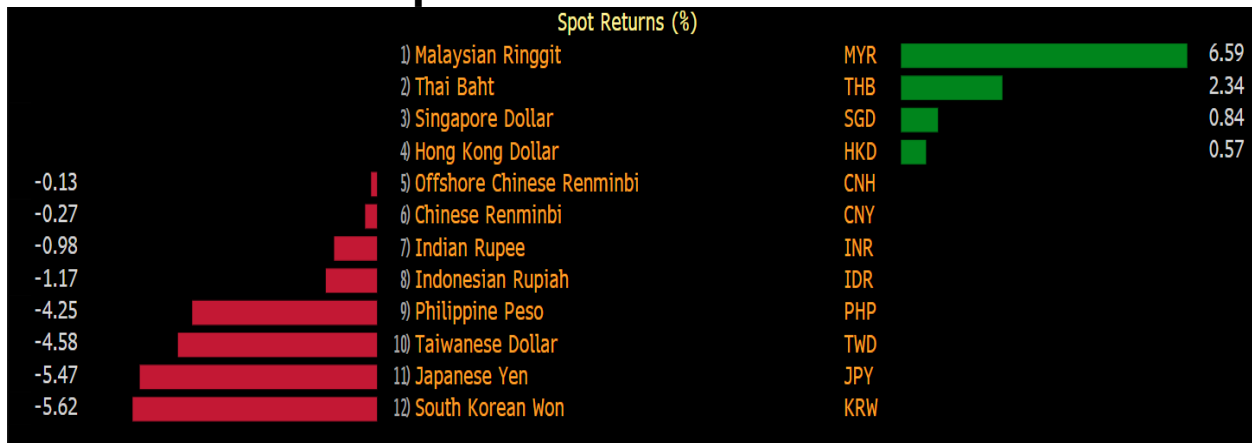 Spot Returns (%)
1) Malaysian Ringgit MYR 6.59
2) Thai Baht THB 2.34
3) Singapore Dollar SGD 0.84
4) Hong Kong Dollar HKD 0.57
-0.13 5) Offshore Chinese Renminbi CNH
-0.27 6) Chinese Renminbi CNY
-0.98 7) Indian Rupee INR
-1.17 8) Indonesian Rupiah IDR
-4.25 9) Philippine Peso PHP
-4.58 10) Taiwanese Dollar TWD
-5.47 11) Japanese Yen JPY
-5.62 12) South Korean Won KRW